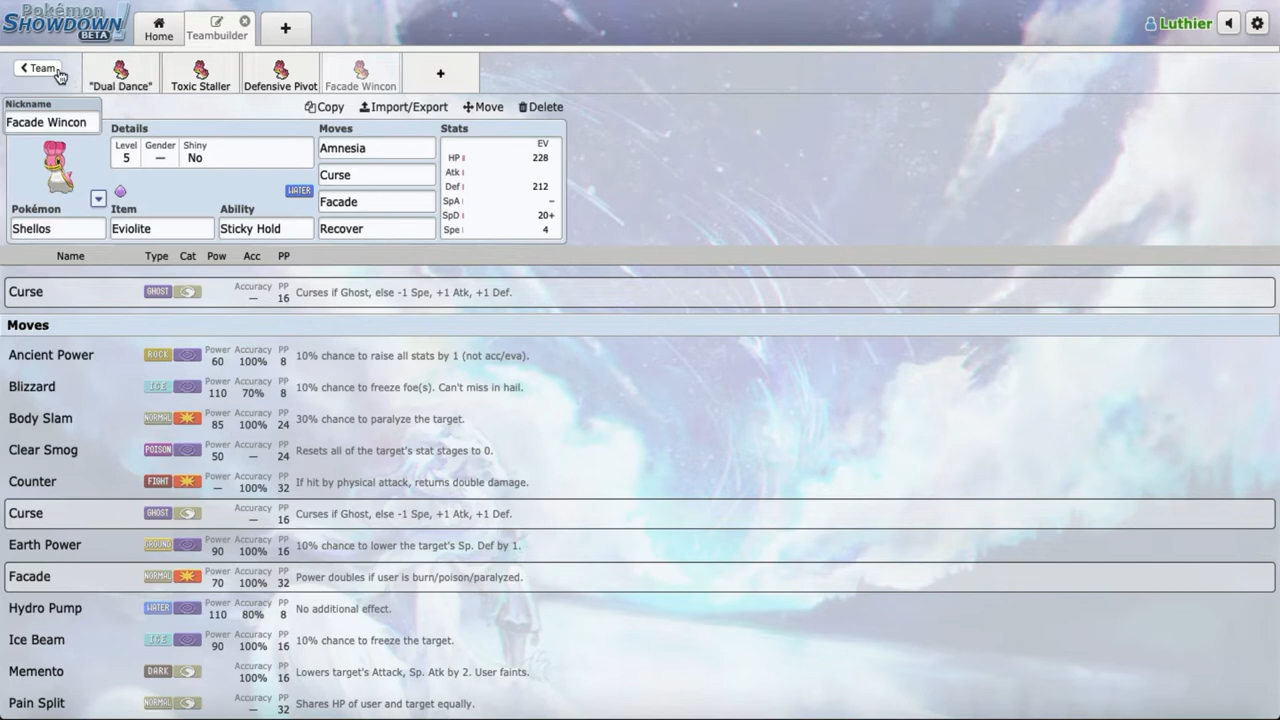 Pokémon
SHOWDOWN!
BETA
Home
Teambuilder
+
Luthier
Team
"Dual Dance"
Toxic Staller
Defensive Pivot
Facade Wincon
+
Nickname
Facade Wincon
Copy Import/Export Move Delete
Details
Level Gender Shiny
5 — No
WATER
Pokémon Item Ability
Shellos Eviolite Sticky Hold
Moves
Amnesia
Curse
Facade
Recover
Stats
EV
HP 228
Atk
Def 212
SpA –
SpD 20+
Spe 4
Name Type Cat Pow Acc PP
Curse GHOST Accuracy — PP 16 Curses if Ghost, else -1 Spe, +1 Atk, +1 Def.
Moves
Ancient Power ROCK Power 60 Accuracy 100% PP 8 10% chance to raise all stats by 1 (not acc/eva).
Blizzard ICE Power 110 Accuracy 70% PP 8 10% chance to freeze foe(s). Can't miss in hail.
Body Slam NORMAL Power 85 Accuracy 100% PP 24 30% chance to paralyze the target.
Clear Smog POISON Power 50 Accuracy — PP 24 Resets all of the target's stat stages to 0.
Counter FIGHT Power — Accuracy 100% PP 32 If hit by physical attack, returns double damage.
Curse GHOST Accuracy — PP 16 Curses if Ghost, else -1 Spe, +1 Atk, +1 Def.
Earth Power GROUND Power 90 Accuracy 100% PP 16 10% chance to lower the target's Sp. Def by 1.
Facade NORMAL Power 70 Accuracy 100% PP 32 Power doubles if user is burn/poison/paralyzed.
Hydro Pump WATER Power 110 Accuracy 80% PP 8 No additional effect.
Ice Beam ICE Power 90 Accuracy 100% PP 16 10% chance to freeze the target.
Memento DARK Accuracy 100% PP 16 Lowers target's Attack, Sp. Atk by 2. User faints.
Pain Split NORMAL Accuracy — PP 32 Shares HP of user and target equally.